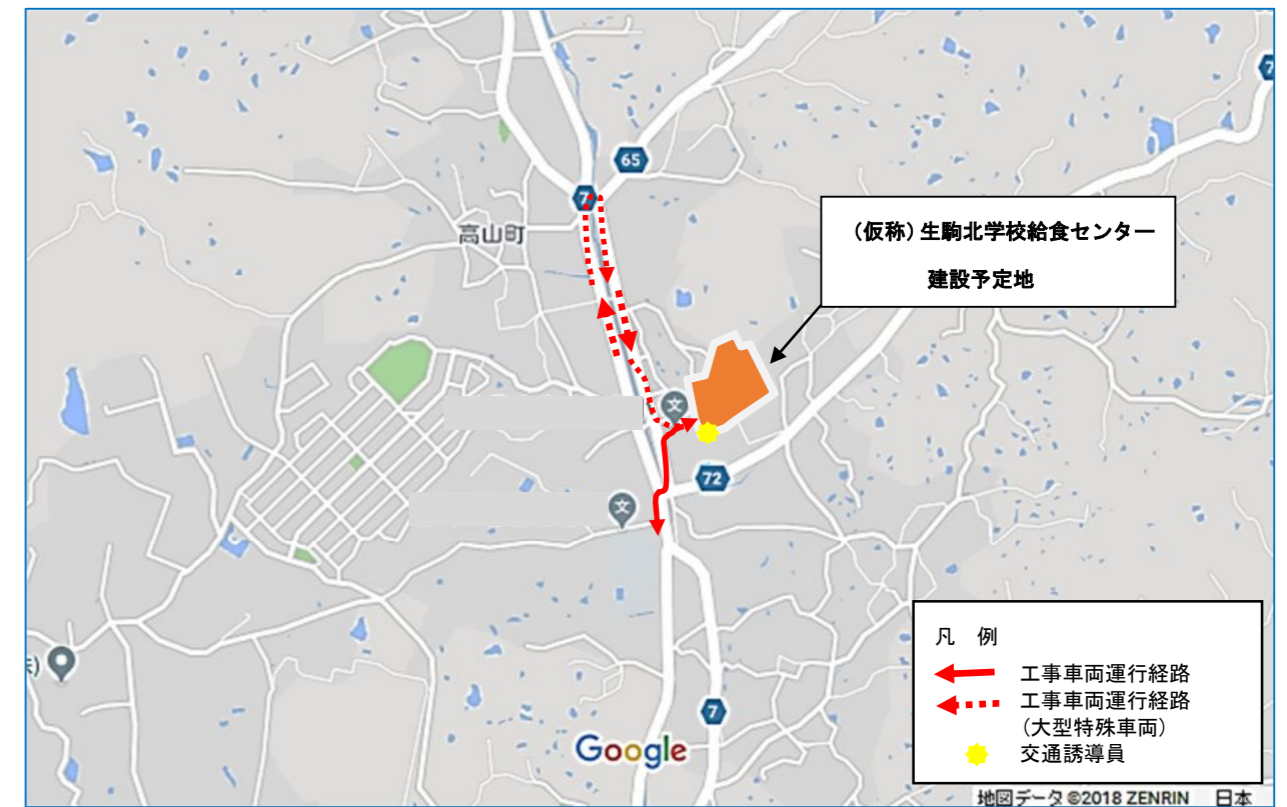 7
65
7
高山町
（仮称）生駒北学校給食センター
建設予定地
文
72
文
7
Google
凡　例
工事車両運行経路
工事車両運行経路
（大型特殊車両）
交通誘導員
地図データ ©2018 ZENRIN　日本